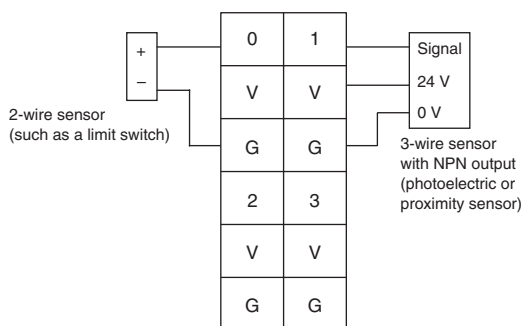 +
–
2-wire sensor
(such as a limit switch)
0 1
V V
G G
2 3
V V
G G
Signal
24 V
0 V
3-wire sensor
with NPN output
(photoelectric or
proximity sensor)